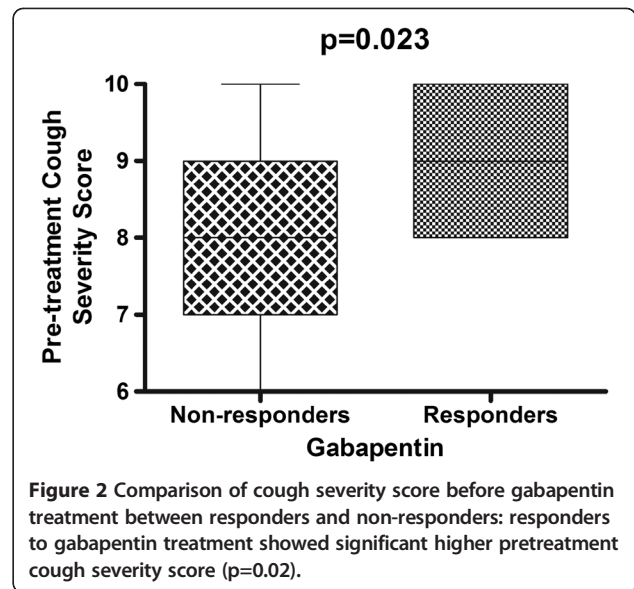 p=0.023
Pre-treatment Cough
Severity Score
10
9
8
7
6
Non-responders Responders
Gabapentin
Figure 2 Comparison of cough severity score before gabapentin
treatment between responders and non-responders: responders
to gabapentin treatment showed significant higher pretreatment
cough severity score (p=0.02).